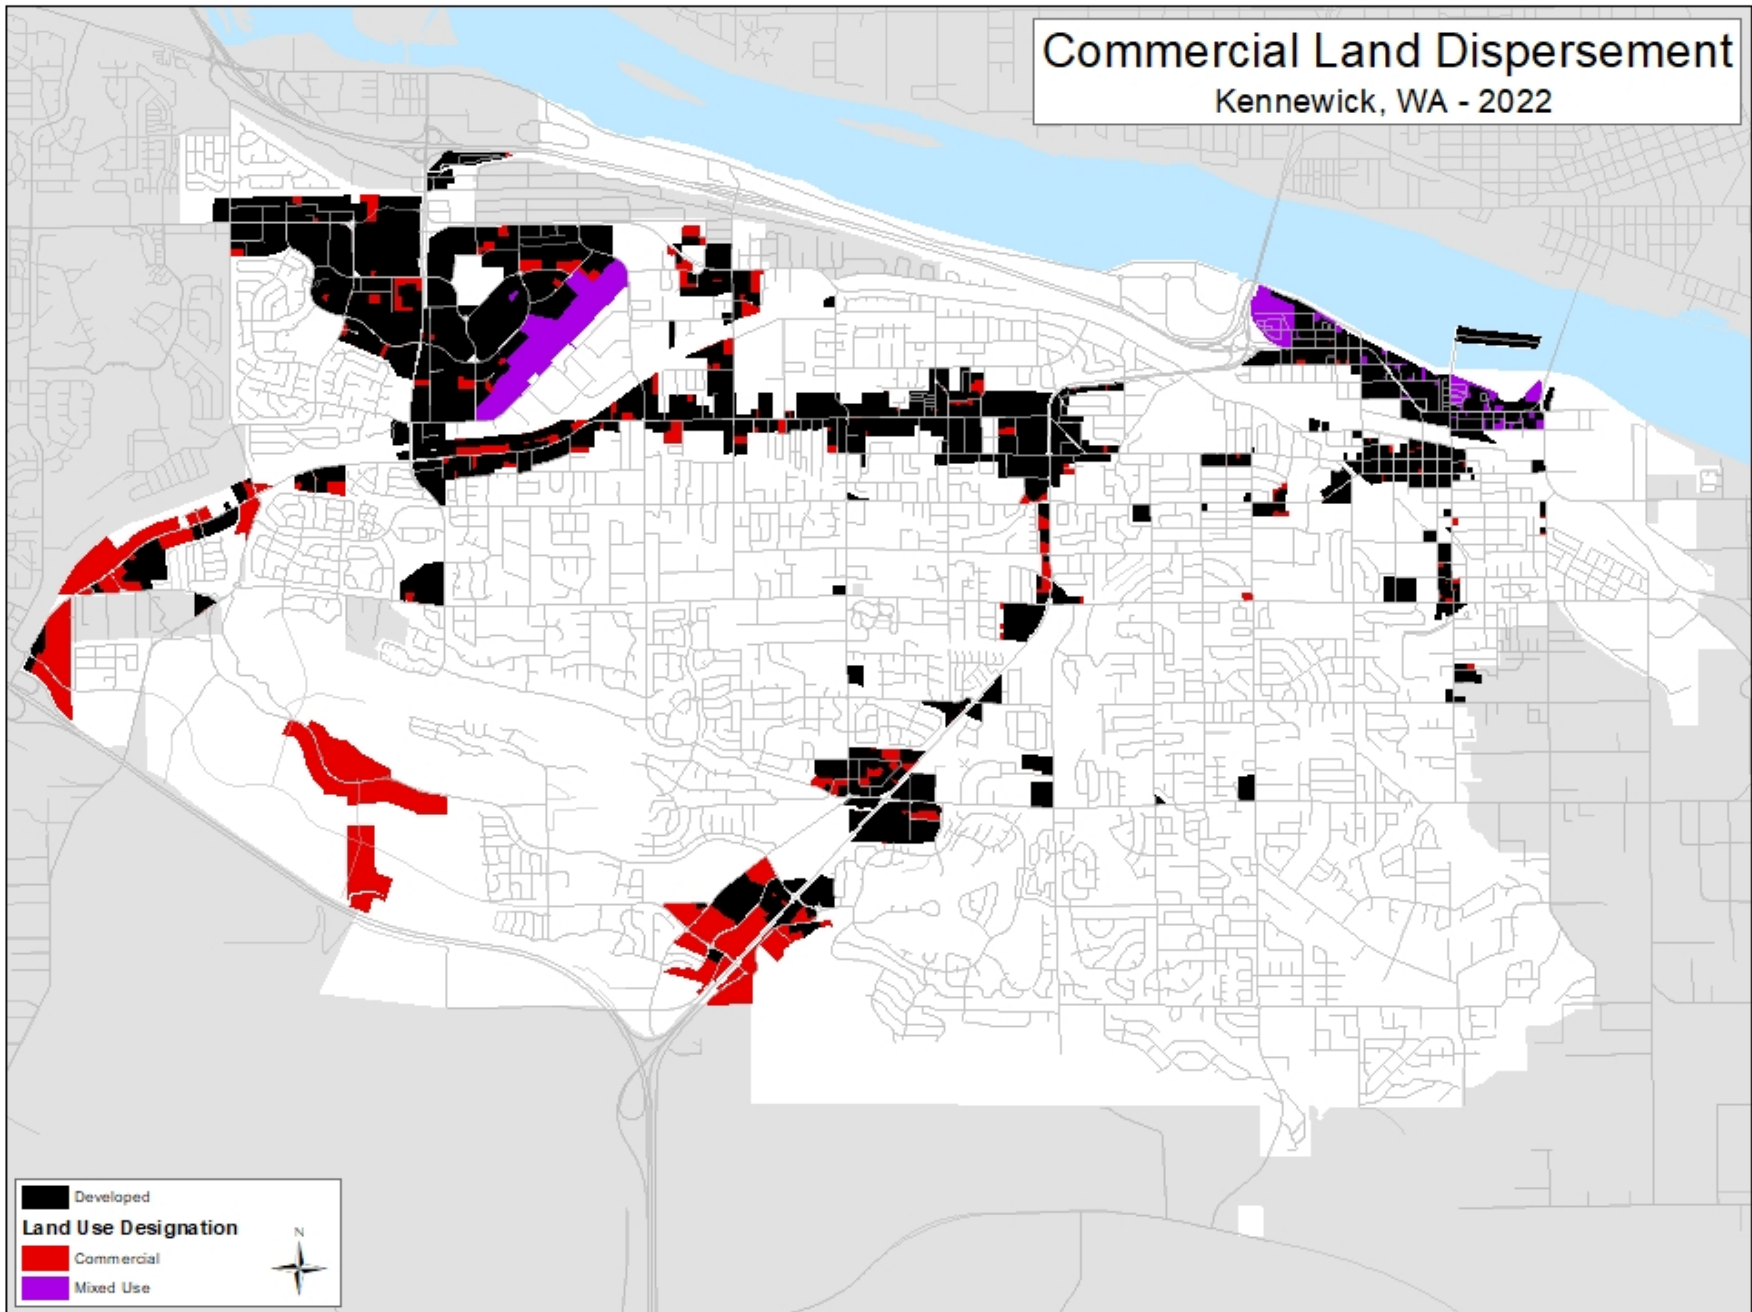 Commercial Land Dispersement
Kennewick, WA - 2022
Developed
Land Use Designation
N
Commercial
Mixed Use